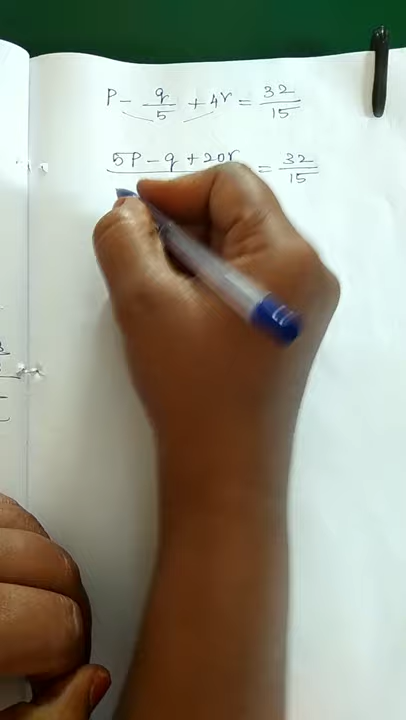 P - q/5 + 4r = 32/15
5P - q + 20r = 32/15